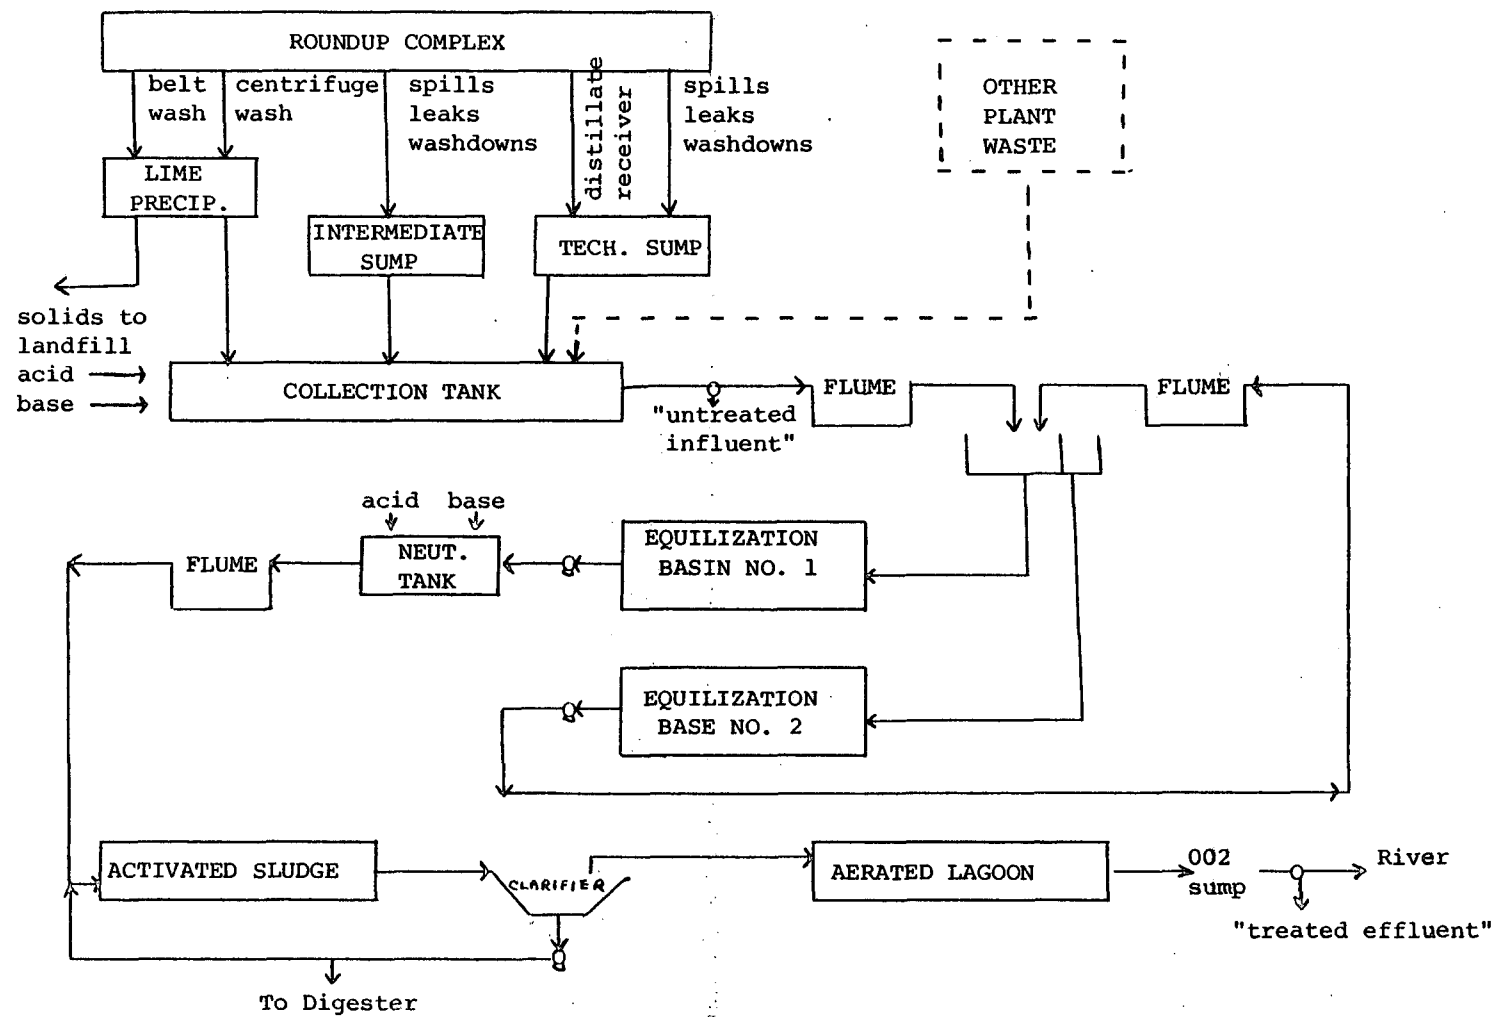 ROUNDUP COMPLEX
belt
wash
centrifuge
wash
spills
leaks
washdowns
distillate
receiver
spills
leaks
washdowns
OTHER
PLANT
WASTE
LIME
PRECIP.
INTERMEDIATE
SUMP
TECH. SUMP
solids to
landfill
acid
base
COLLECTION TANK
"untreated
influent"
FLUME
FLUME
acid base
FLUME
NEUT.
TANK
EQUILIZATION
BASIN NO. 1
EQUILIZATION
BASE NO. 2
ACTIVATED SLUDGE
CLARIFIER
AERATED LAGOON
002
sump
River
"treated effluent"
To Digester